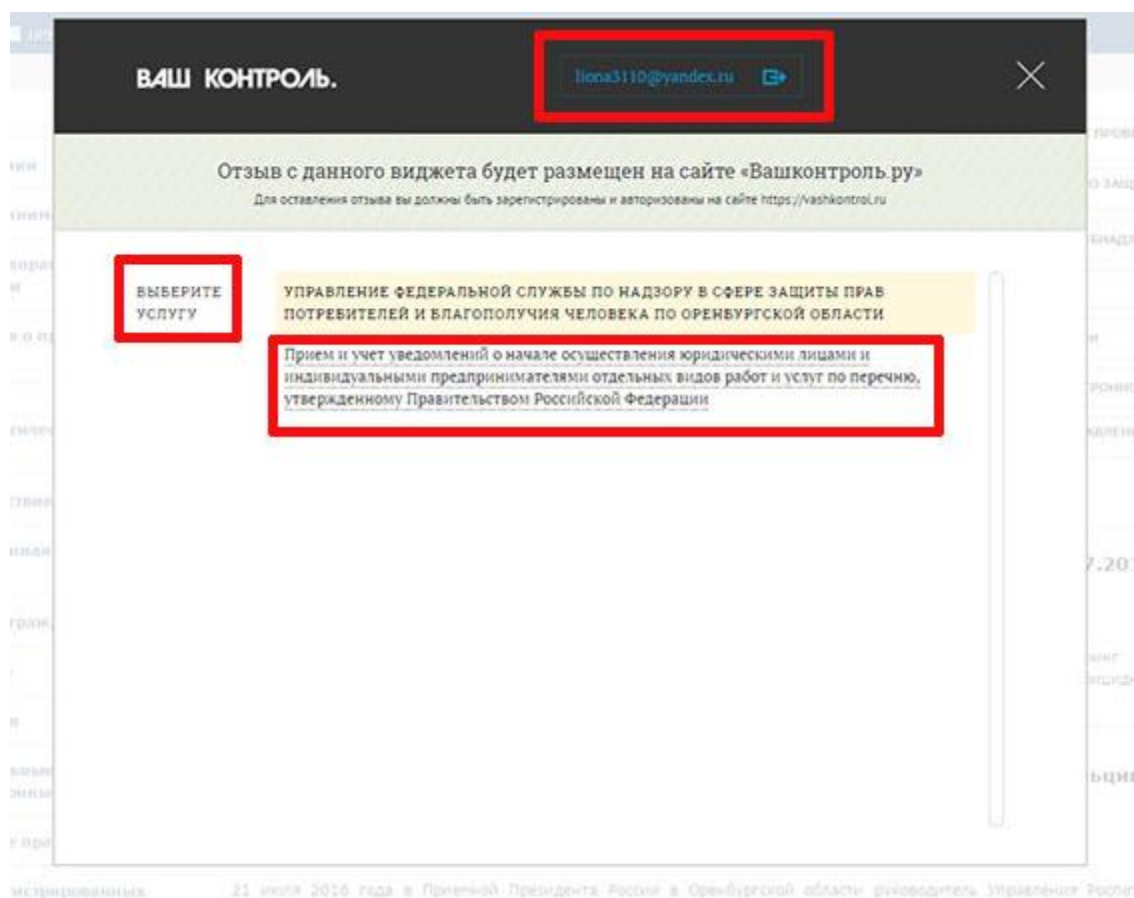 ВАШ КОНТРОЛЬ.
liona3110@yandex.ru
Отзыв с данного виджета будет размещен на сайте «Вашконтроль.ру»
Для оставления отзыва вы должны быть зарегистрированы и авторизованы на сайте https://vashkontrol.ru
ВЫБЕРИТЕ
УСЛУГУ
УПРАВЛЕНИЕ ФЕДЕРАЛЬНОЙ СЛУЖБЫ ПО НАДЗОРУ В СФЕРЕ ЗАЩИТЫ ПРАВ
ПОТРЕБИТЕЛЕЙ И БЛАГОПОЛУЧИЯ ЧЕЛОВЕКА ПО ОРЕНБУРГСКОЙ ОБЛАСТИ
Прием и учет уведомлений о начале осуществления юридическими лицами и
индивидуальными предпринимателями отдельных видов работ и услуг по перечню,
утвержденному Правительством Российской Федерации
21 июля 2016 года в Приемной Президента России в Оренбургской области руководитель Управления